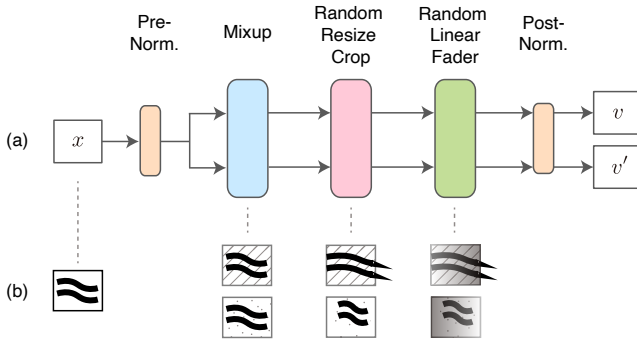 Pre-
Norm.
Mixup
Random
Resize
Crop
Random
Linear
Fader
Post-
Norm.
(a)
x
v
v′
(b)